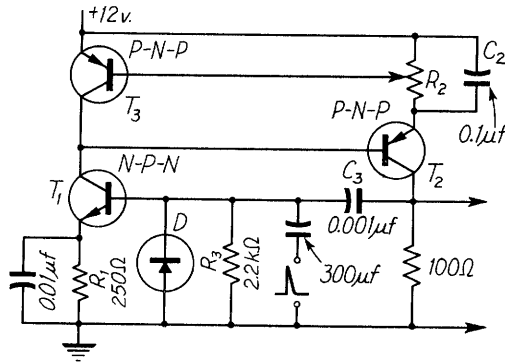 +12v.
P-N-P
C2
R2
T3
P-N-P
0.1µf
N-P-N
C3
T2
T1
D
0.001µf
0.01µf
R1
250Ω
R3
2.2kΩ
300µf
100Ω